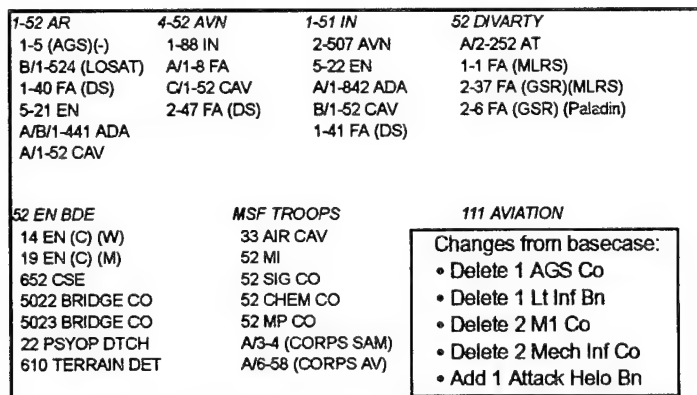 1-52 AR
1-5 (AGS)(-)
B/1-524 (LOSAT)
1-40 FA (DS)
5-21 EN
A/B/1-441 ADA
A/1-52 CAV
4-52 AVN
1-88 IN
A/1-8 FA
C/1-52 CAV
2-47 FA (DS)
1-51 IN
2-507 AVN
5-22 EN
A/1-842 ADA
B/1-52 CAV
1-41 FA (DS)
52 DIVARTY
A/2-252 AT
1-1 FA (MLRS)
2-37 FA (GSR)(MLRS)
2-6 FA (GSR) (Paladin)
52 EN BDE
14 EN (C) (W)
19 EN (C) (M)
652 CSE
5022 BRIDGE CO
5023 BRIDGE CO
22 PSYOP DTCH
610 TERRAIN DET
MSF TROOPS
33 AIR CAV
52 MI
52 SIG CO
52 CHEM CO
52 MP CO
A/3-4 (CORPS SAM)
A/6-58 (CORPS AV)
111 AVIATION
Changes from basecase:
• Delete 1 AGS Co
• Delete 1 Lt Inf Bn
• Delete 2 M1 Co
• Delete 2 Mech Inf Co
• Add 1 Attack Helo Bn